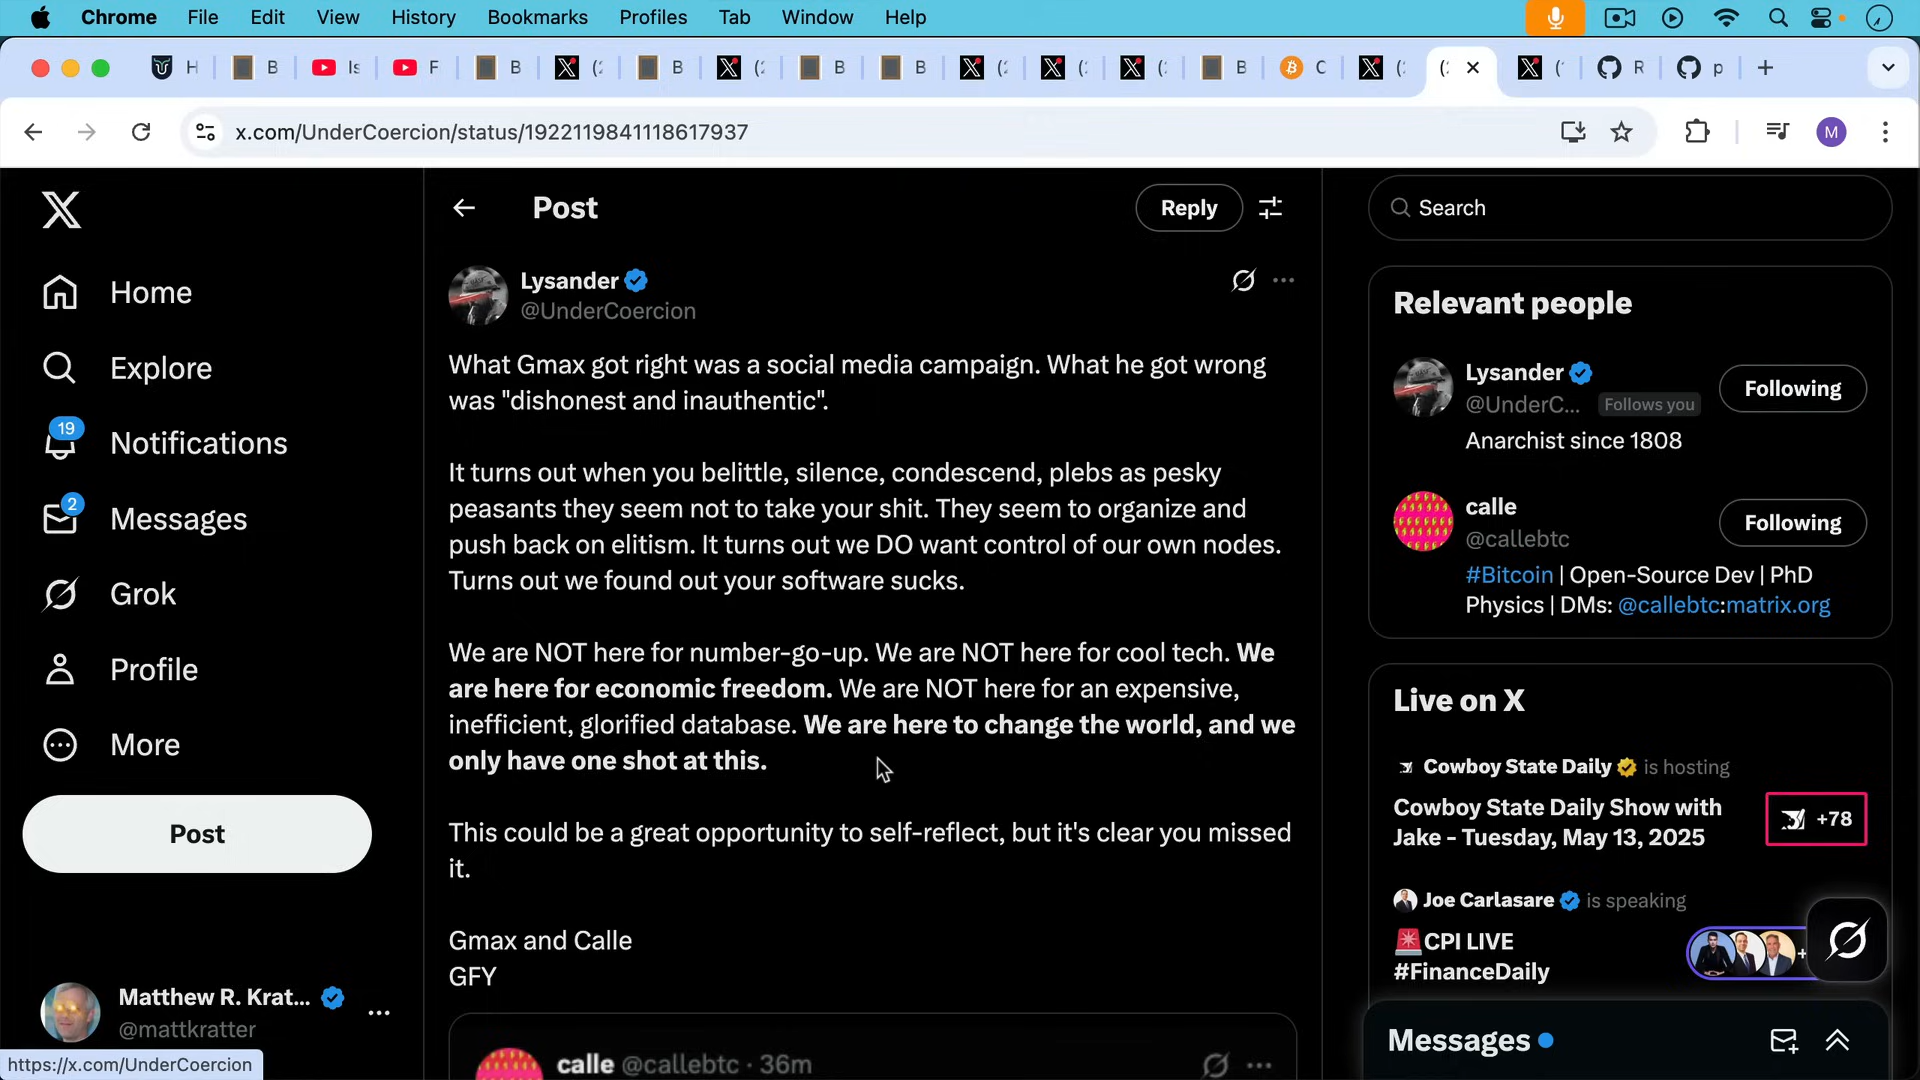 Chrome File Edit View History Bookmarks Profiles Tab Window Help
H B Is F B (2 B (2 B B (2 (2 (2 B C (2 (2 (1 R p
x.com/UnderCoercion/status/1922119841118617937
M
Post
Reply
Search
Home
Explore
19
Notifications
2
Messages
Grok
Profile
More
Post
Matthew R. Krat...
@mattkratter
https://x.com/UnderCoercion
Lysander
@UnderCoercion
What Gmax got right was a social media campaign. What he got wrong
was "dishonest and inauthentic".
It turns out when you belittle, silence, condescend, plebs as pesky
peasants they seem not to take your shit. They seem to organize and
push back on elitism. It turns out we DO want control of our own nodes.
Turns out we found out your software sucks.
We are NOT here for number-go-up. We are NOT here for cool tech. We
are here for economic freedom. We are NOT here for an expensive,
inefficient, glorified database. We are here to change the world, and we
only have one shot at this.
This could be a great opportunity to self-reflect, but it's clear you missed
it.
Gmax and Calle
GFY
calle @callebtc · 36m
Relevant people
Lysander
@UnderC... Follows you
Following
Anarchist since 1808
calle
@callebtc
Following
#Bitcoin | Open-Source Dev | PhD
Physics | DMs: @callebtc:matrix.org
Live on X
Cowboy State Daily is hosting
Cowboy State Daily Show with
Jake - Tuesday, May 13, 2025
+78
Joe Carlasare is speaking
CPI LIVE
#FinanceDaily
Messages